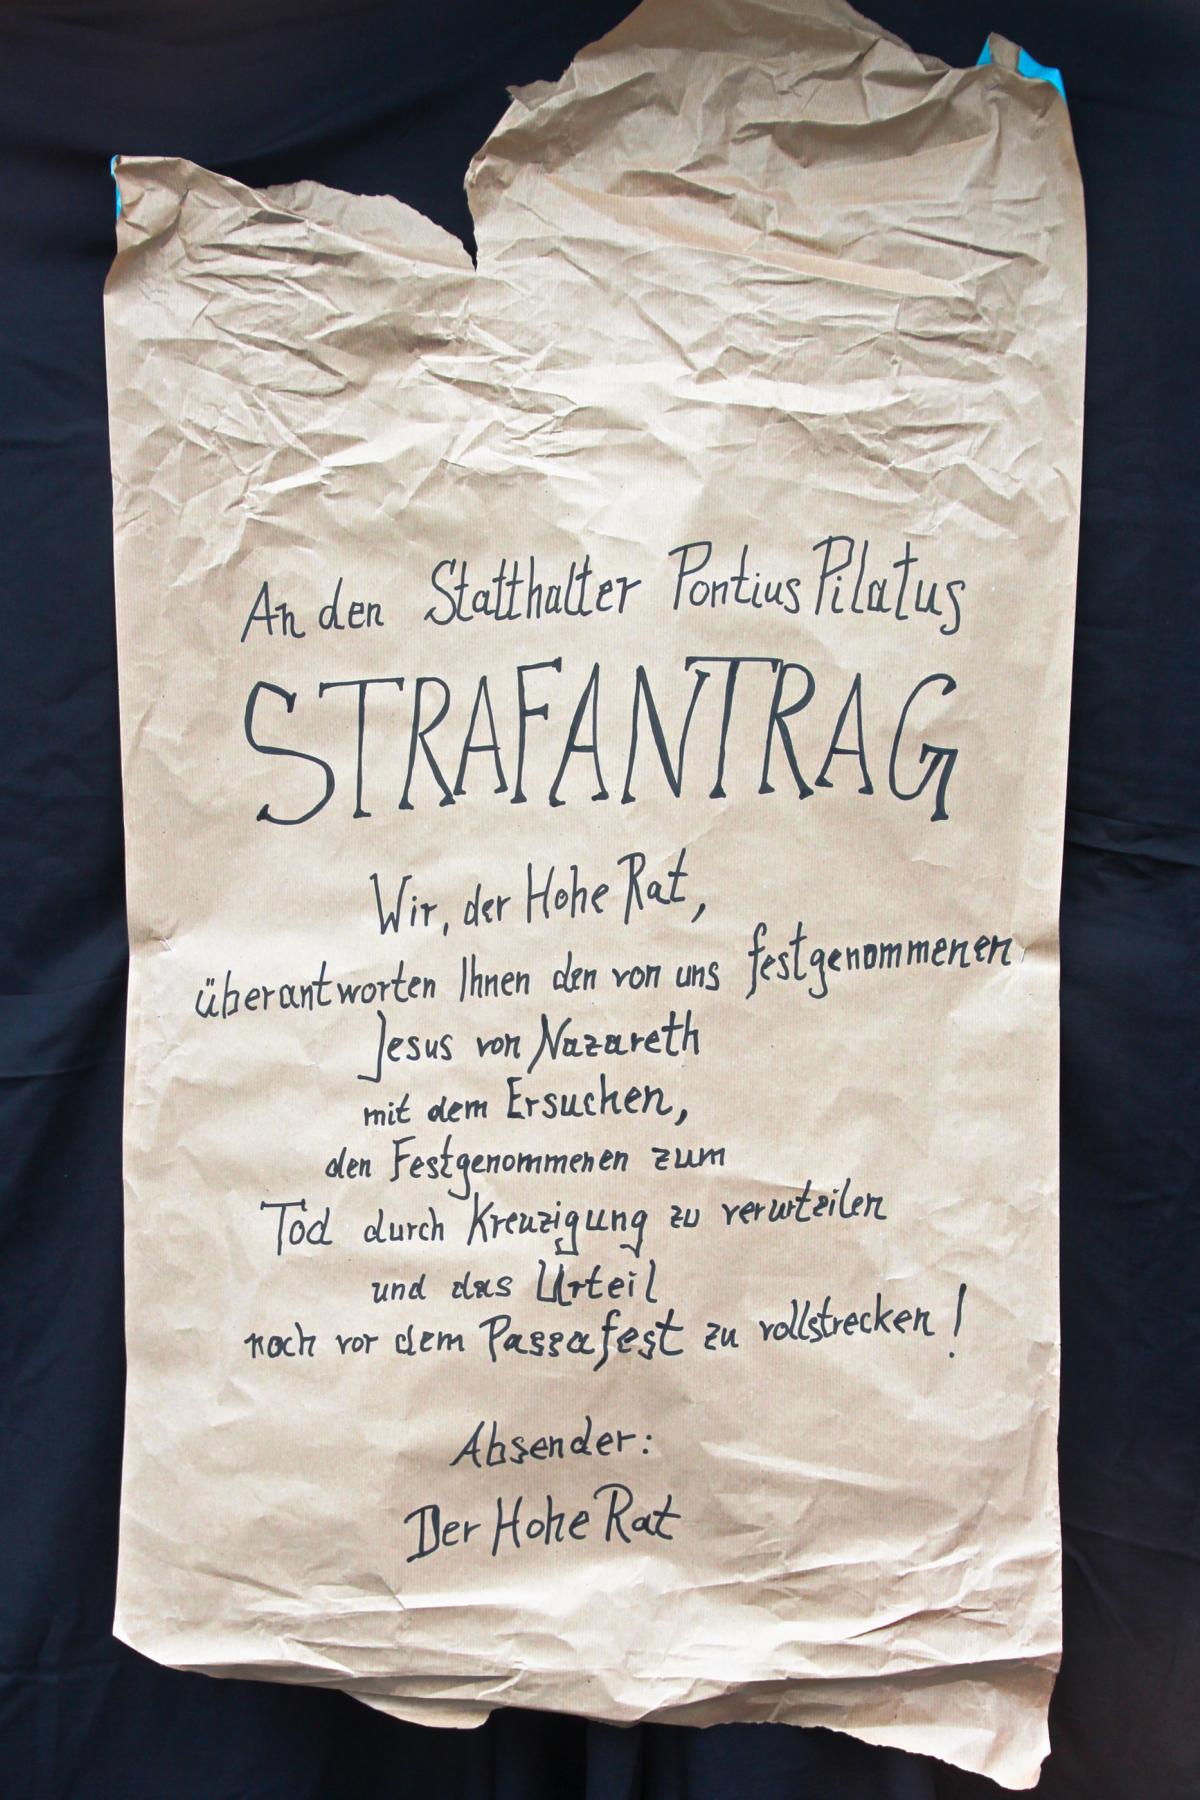 An den Statthalter Pontius Pilatus
STRAFANTRAG
Wir, der Hohe Rat,
überantworten Ihnen den von uns festgenommenen
Jesus von Nazareth
mit dem Ersuchen,
den Festgenommenen zum
Tod durch Kreuzigung zu verurteilen
und das Urteil
noch vor dem Passafest zu vollstrecken!
Absender:
Der Hohe Rat